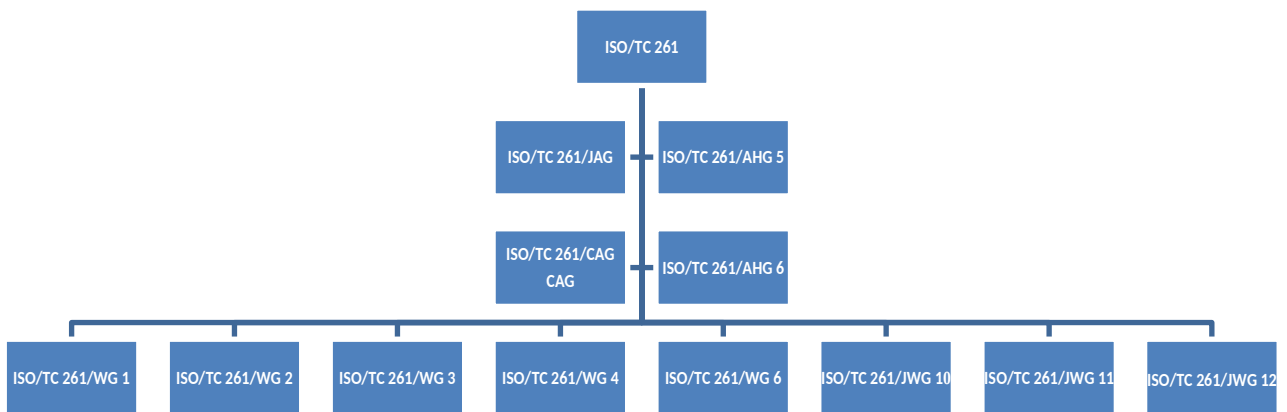 ISO/TC 261
ISO/TC 261/JAG
ISO/TC 261/AHG 5
ISO/TC 261/CAG
CAG
ISO/TC 261/AHG 6
ISO/TC 261/WG 1
ISO/TC 261/WG 2
ISO/TC 261/WG 3
ISO/TC 261/WG 4
ISO/TC 261/WG 6
ISO/TC 261/JWG 10
ISO/TC 261/JWG 11
ISO/TC 261/JWG 12